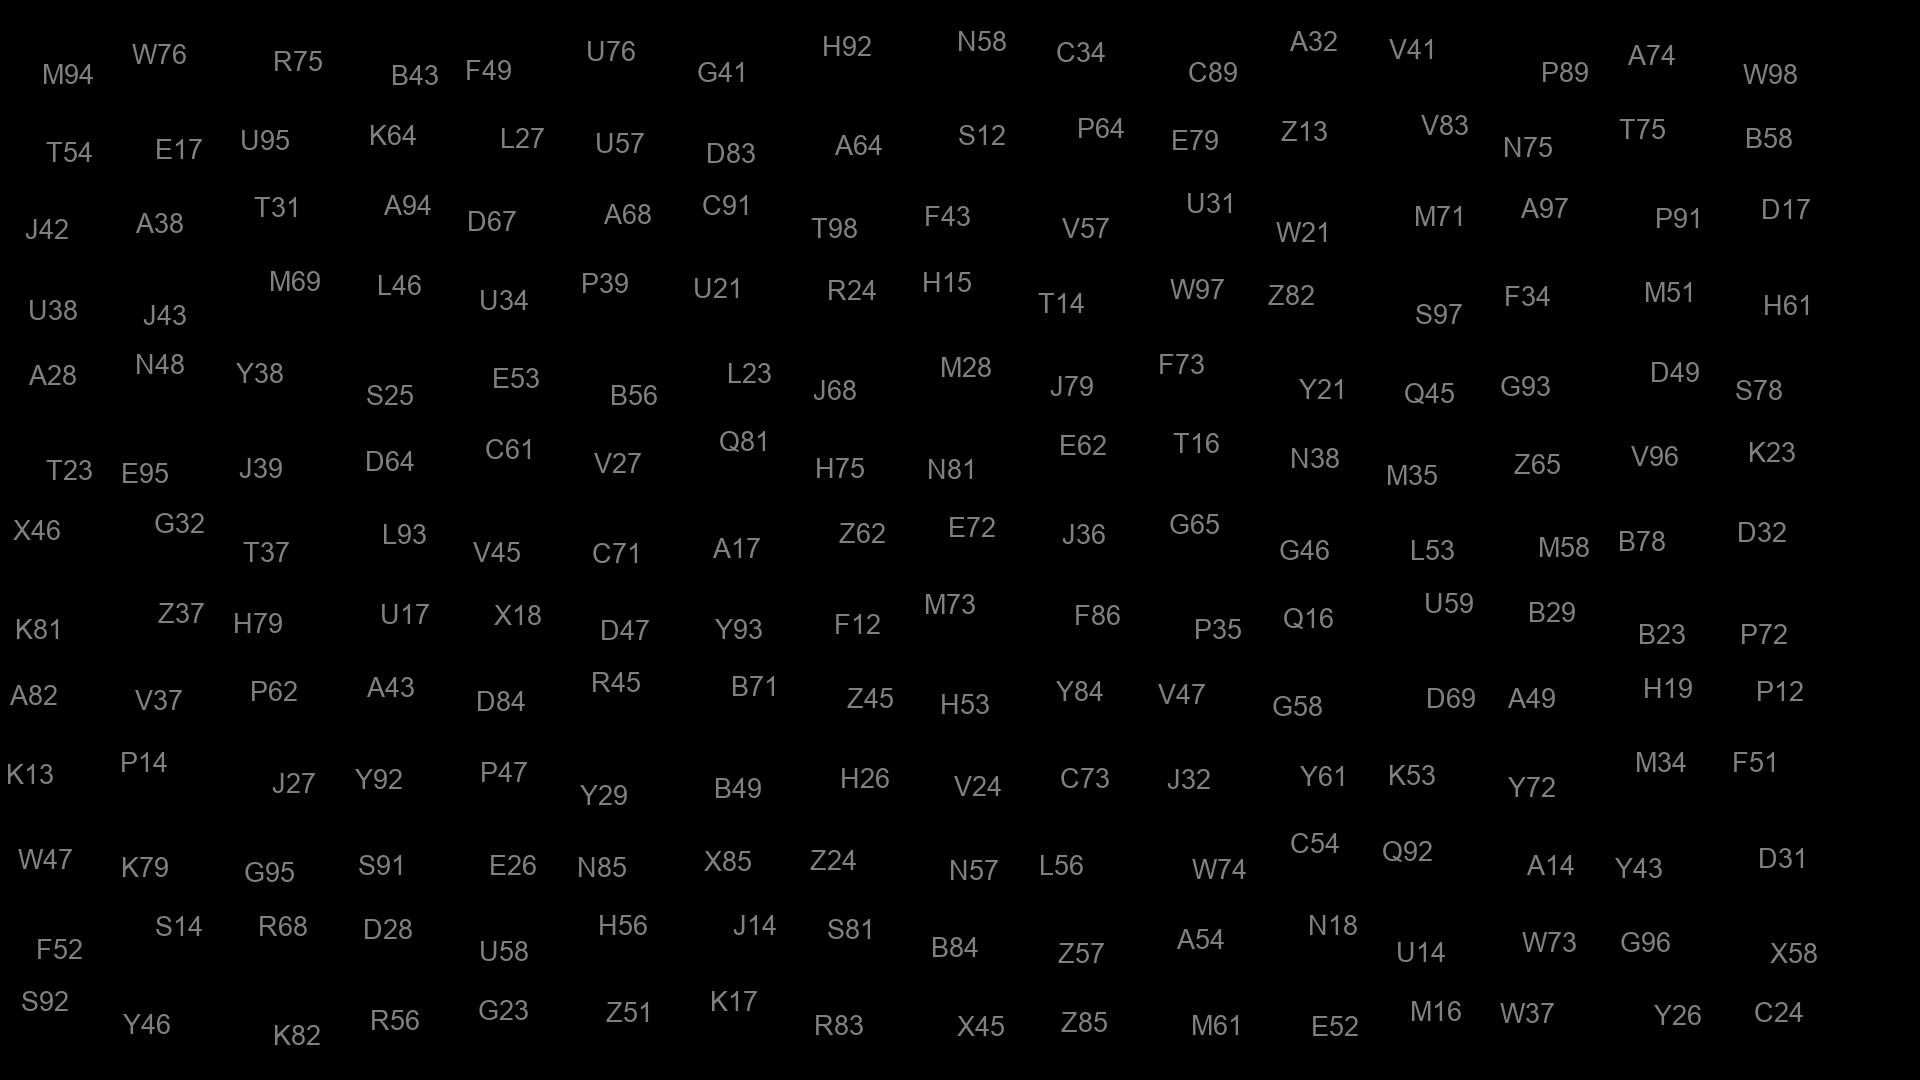 M94 W76 R75 B43 F49 U76 G41 H92 N58 C34 C89 A32 V41 P89 A74 W98
T54 E17 U95 K64 L27 U57 D83 A64 S12 P64 E79 Z13 V83 N75 T75 B58
J42 A38 T31 A94 D67 A68 C91 T98 F43 V57 U31 W21 M71 A97 P91 D17
U38 J43 M69 L46 U34 P39 U21 R24 H15 T14 W97 Z82 S97 F34 M51 H61
A28 N48 Y38 S25 E53 B56 L23 J68 M28 J79 F73 Y21 Q45 G93 D49 S78
T23 E95 J39 D64 C61 V27 Q81 H75 N81 E62 T16 N38 M35 Z65 V96 K23
X46 G32 T37 L93 V45 C71 A17 Z62 E72 J36 G65 G46 L53 M58 B78 D32
K81 Z37 H79 U17 X18 D47 Y93 F12 M73 F86 P35 Q16 U59 B29 B23 P72
A82 V37 P62 A43 D84 R45 B71 Z45 H53 Y84 V47 G58 D69 A49 H19 P12
K13 P14 J27 Y92 P47 Y29 B49 H26 V24 C73 J32 Y61 K53 Y72 M34 F51
W47 K79 G95 S91 E26 N85 X85 Z24 N57 L56 W74 C54 Q92 A14 Y43 D31
F52 S14 R68 D28 U58 H56 J14 S81 B84 Z57 A54 N18 U14 W73 G96 X58
S92 Y46 K82 R56 G23 Z51 K17 R83 X45 Z85 M61 E52 M16 W37 Y26 C24